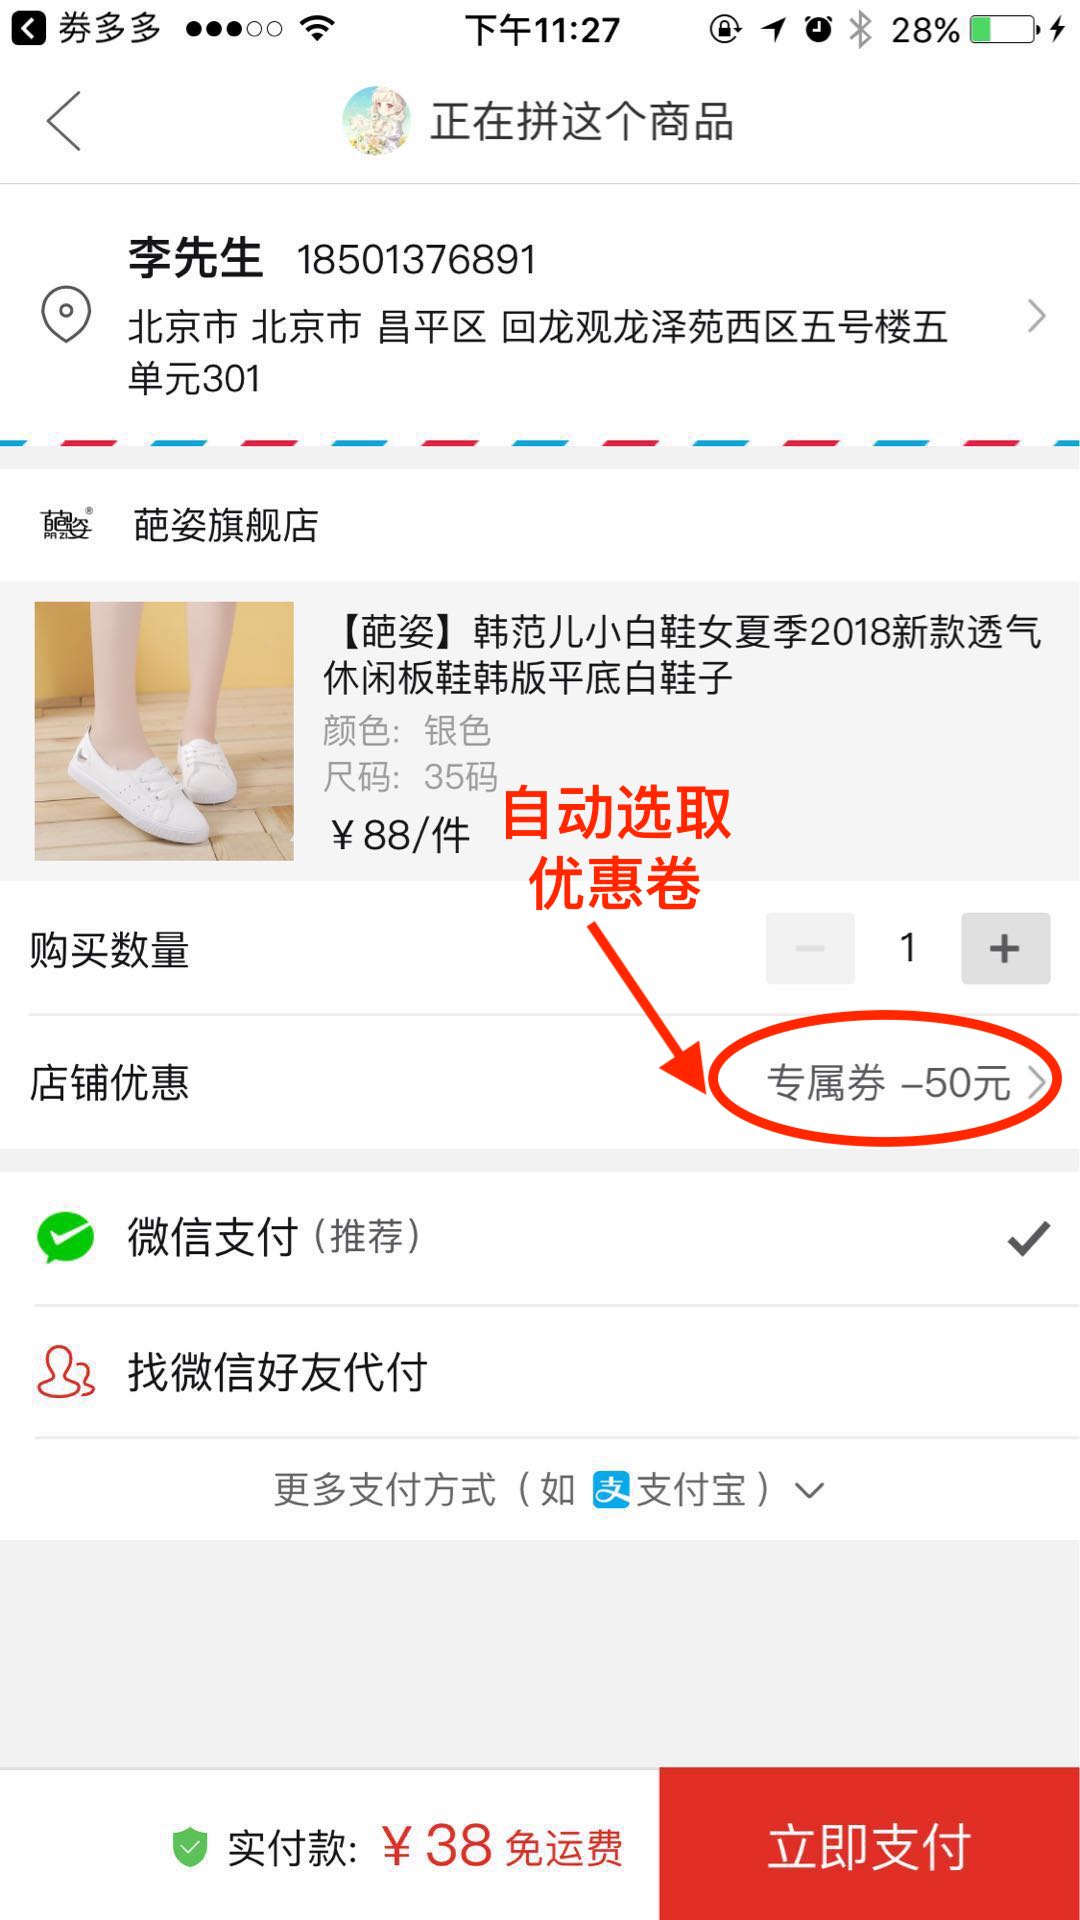 劵多多 下午11:27 28%
正在拼这个商品
李先生 18501376891
北京市 北京市 昌平区 回龙观龙泽苑西区五号楼五
单元301
葩姿® 葩姿旗舰店
【葩姿】韩范儿小白鞋女夏季2018新款透气
休闲板鞋韩版平底白鞋子
颜色: 银色
尺码: 35码
¥88/件
自动选取
优惠卷
购买数量 1
店铺优惠 专属券 -50元
微信支付(推荐)
找微信好友代付
更多支付方式(如 支 支付宝)
实付款: ¥38 免运费
立即支付